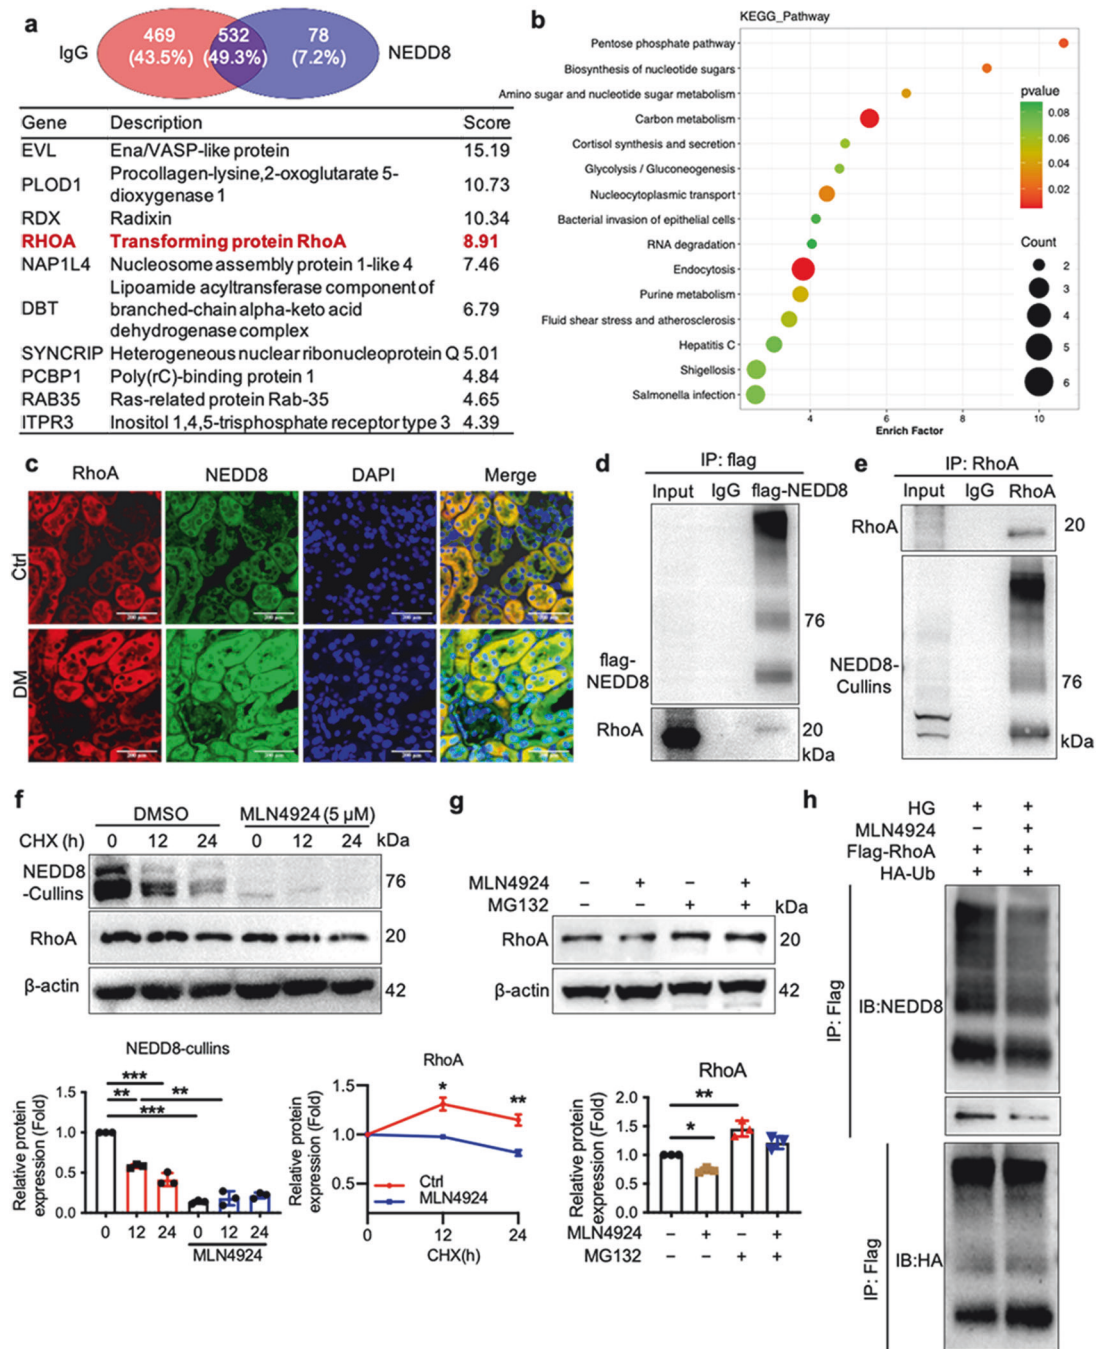 a
469
(43.5%)
532
(49.3%)
78
(7.2%)
IgG
NEDD8
Gene Description Score
EVL Ena/VASP-like protein 15.19
PLOD1 Procollagen-lysine,2-oxoglutarate 5-
dioxygenase 1 10.73
RDX Radixin 10.34
RHOA Transforming protein RhoA 8.91
NAP1L4 Nucleosome assembly protein 1-like 4 7.46
DBT Lipoamide acyltransferase component of
branched-chain alpha-keto acid 6.79
dehydrogenase complex
SYNCRIP Heterogeneous nuclear ribonucleoprotein Q 5.01
PCBP1 Poly(rC)-binding protein 1 4.84
RAB35 Ras-related protein Rab-35 4.65
ITPR3 Inositol 1,4,5-trisphosphate receptor type 3 4.39
b
KEGG_Pathway
Pentose phosphate pathway
Biosynthesis of nucleotide sugars
Amino sugar and nucleotide sugar metabolism
Carbon metabolism
Cortisol synthesis and secretion
Glycolysis / Gluconeogenesis
Nucleocytoplasmic transport
Bacterial invasion of epithelial cells
RNA degradation
Endocytosis
Purine metabolism
Fluid shear stress and atherosclerosis
Hepatitis C
Shigellosis
Salmonella infection
4 6 8 10
Enrich Factor
pvalue
0.08
0.06
0.04
0.02
Count
2
3
4
5
6
c
RhoA NEDD8 DAPI Merge
Ctrl
DM
d
IP: flag
Input IgG flag-NEDD8
76
flag-
NEDD8
RhoA
20
kDa
e
IP: RhoA
Input IgG RhoA
RhoA 20
NEDD8-
Cullins
76
kDa
f
DMSO MLN4924 (5 µM)
CHX (h) 0 12 24 0 12 24 kDa
NEDD8
-Cullins
76
RhoA 20
β-actin 42
NEDD8-cullins
*** ** ** ***
Relative protein
expression (Fold)
1.5
1.0
0.5
0.0
0 12 24 0 12 24
MLN4924
RhoA
* **
Relative protein
expression (Fold)
1.5
1.0
0.5
Ctrl
MLN4924
0 12 24
CHX(h)
g
MLN4924 – + – +
MG132 – – + + kDa
RhoA 20
β-actin 42
RhoA
**
*
Relative protein
expression (Fold)
2.0
1.5
1.0
0.5
0.0
MLN4924 – + – +
MG132 – – + +
h
HG + +
MLN4924 – +
Flag-RhoA + +
HA-Ub + +
IP: Flag
IB:NEDD8
IP: Flag
IB:HA